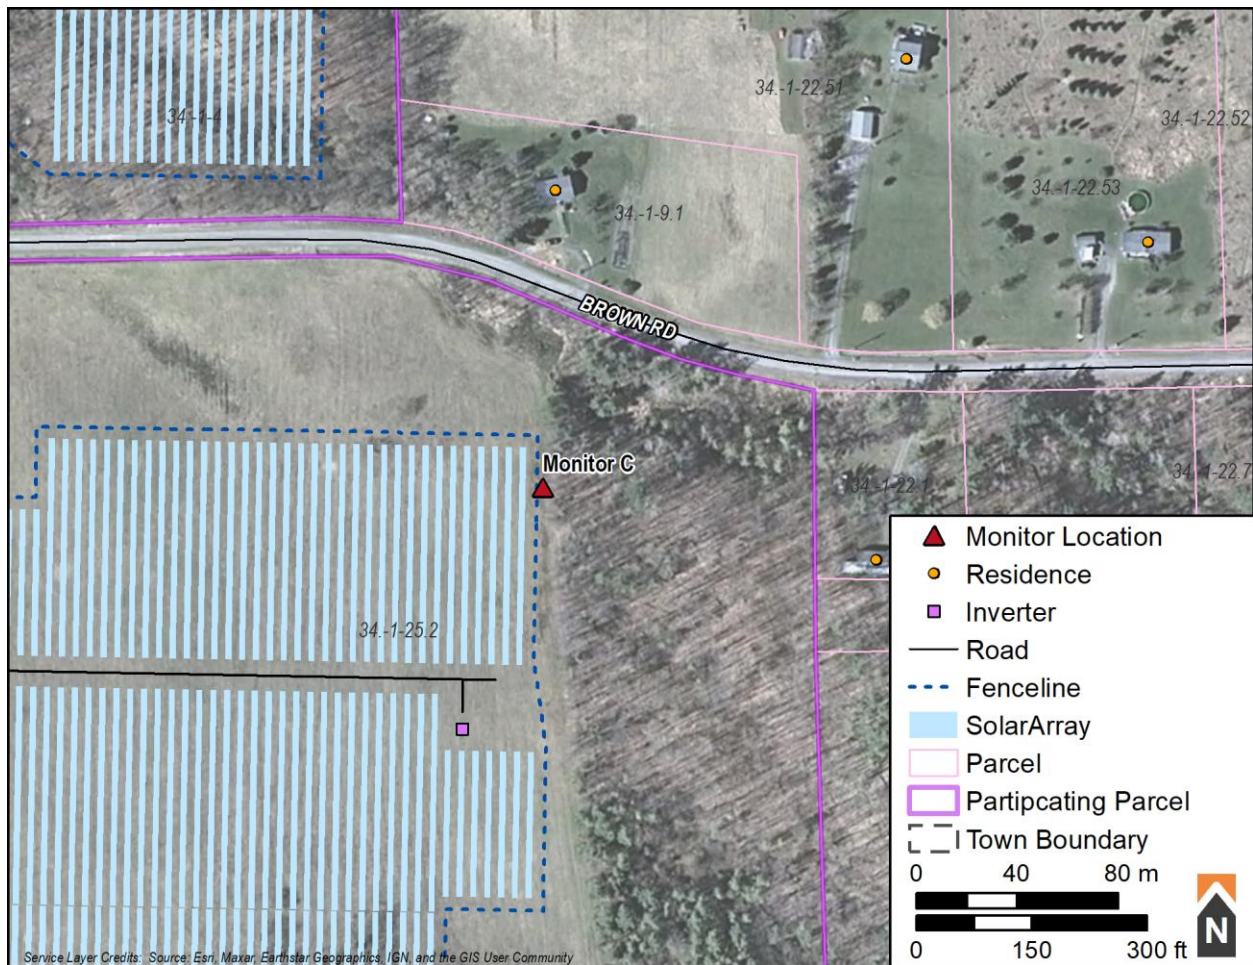 34.-1-4
34.-1-22.51
34.-1-22.52
34.-1-22.53
34.-1-9.1
BROWN RD
Monitor C
34.-1-22.1
34.-1-22.7
34.-1-25.2
Monitor Location
Residence
Inverter
Road
Fenceline
SolarArray
Parcel
Partipcating Parcel
Town Boundary
0 40 80 m
0 150 300 ft
N
Service Layer Credits: Source: Esri, Maxar, Earthstar Geographics, IGN, and the GIS User Community